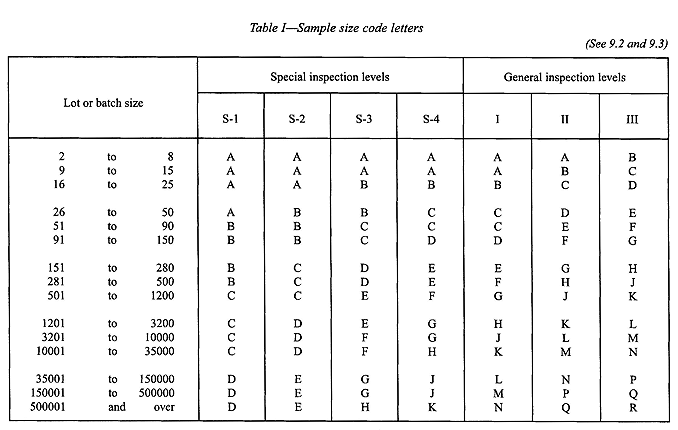 Table I—Sample size code letters
(See 9.2 and 9.3)
Lot or batch size Special inspection levels General inspection levels
S-1 S-2 S-3 S-4 I II III
2 to 8 A A A A A A B
9 to 15 A A A A A B C
16 to 25 A A B B B C D
26 to 50 A B B C C D E
51 to 90 B B C C C E F
91 to 150 B B C D D F G
151 to 280 B C D E E G H
281 to 500 B C D E F H J
501 to 1200 C C E F G J K
1201 to 3200 C D E G H K L
3201 to 10000 C D F G J L M
10001 to 35000 C D F H K M N
35001 to 150000 D E G J L N P
150001 to 500000 D E G J M P Q
500001 and over D E H K N Q R